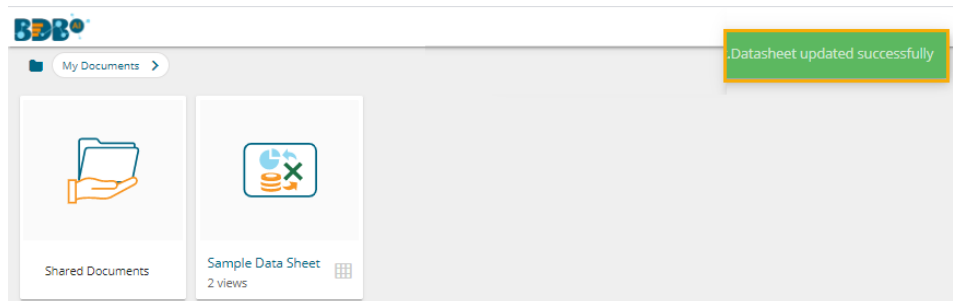 BDB AI
.Datasheet updated successfully
My Documents
Shared Documents
Sample Data Sheet
2 views